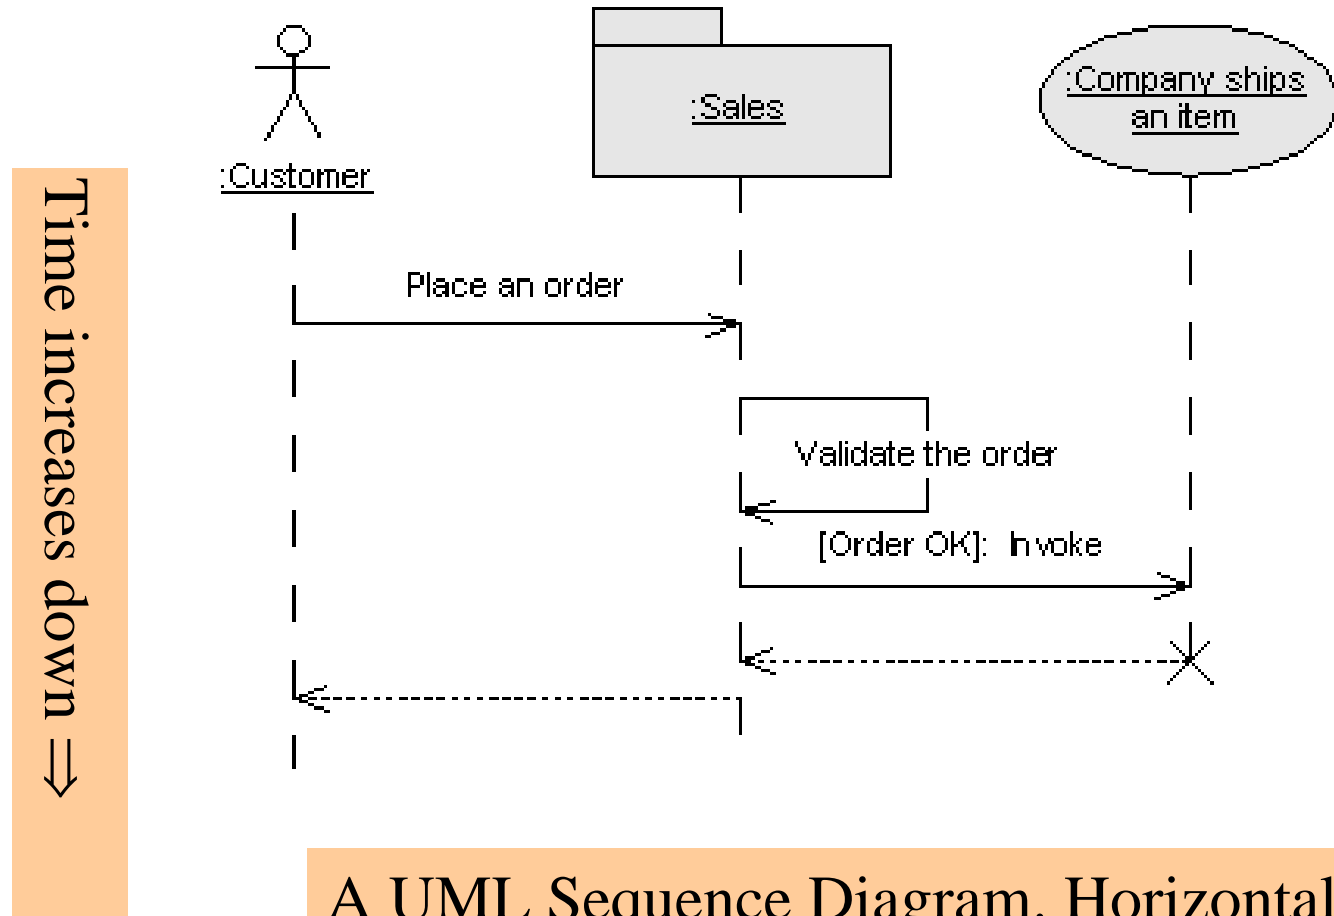 :Customer
:Sales
:Company ships
an item
Time increases down ⇒
Place an order
Validate the order
[Order OK]: Invoke
A UML Sequence Diagram. Horizontal